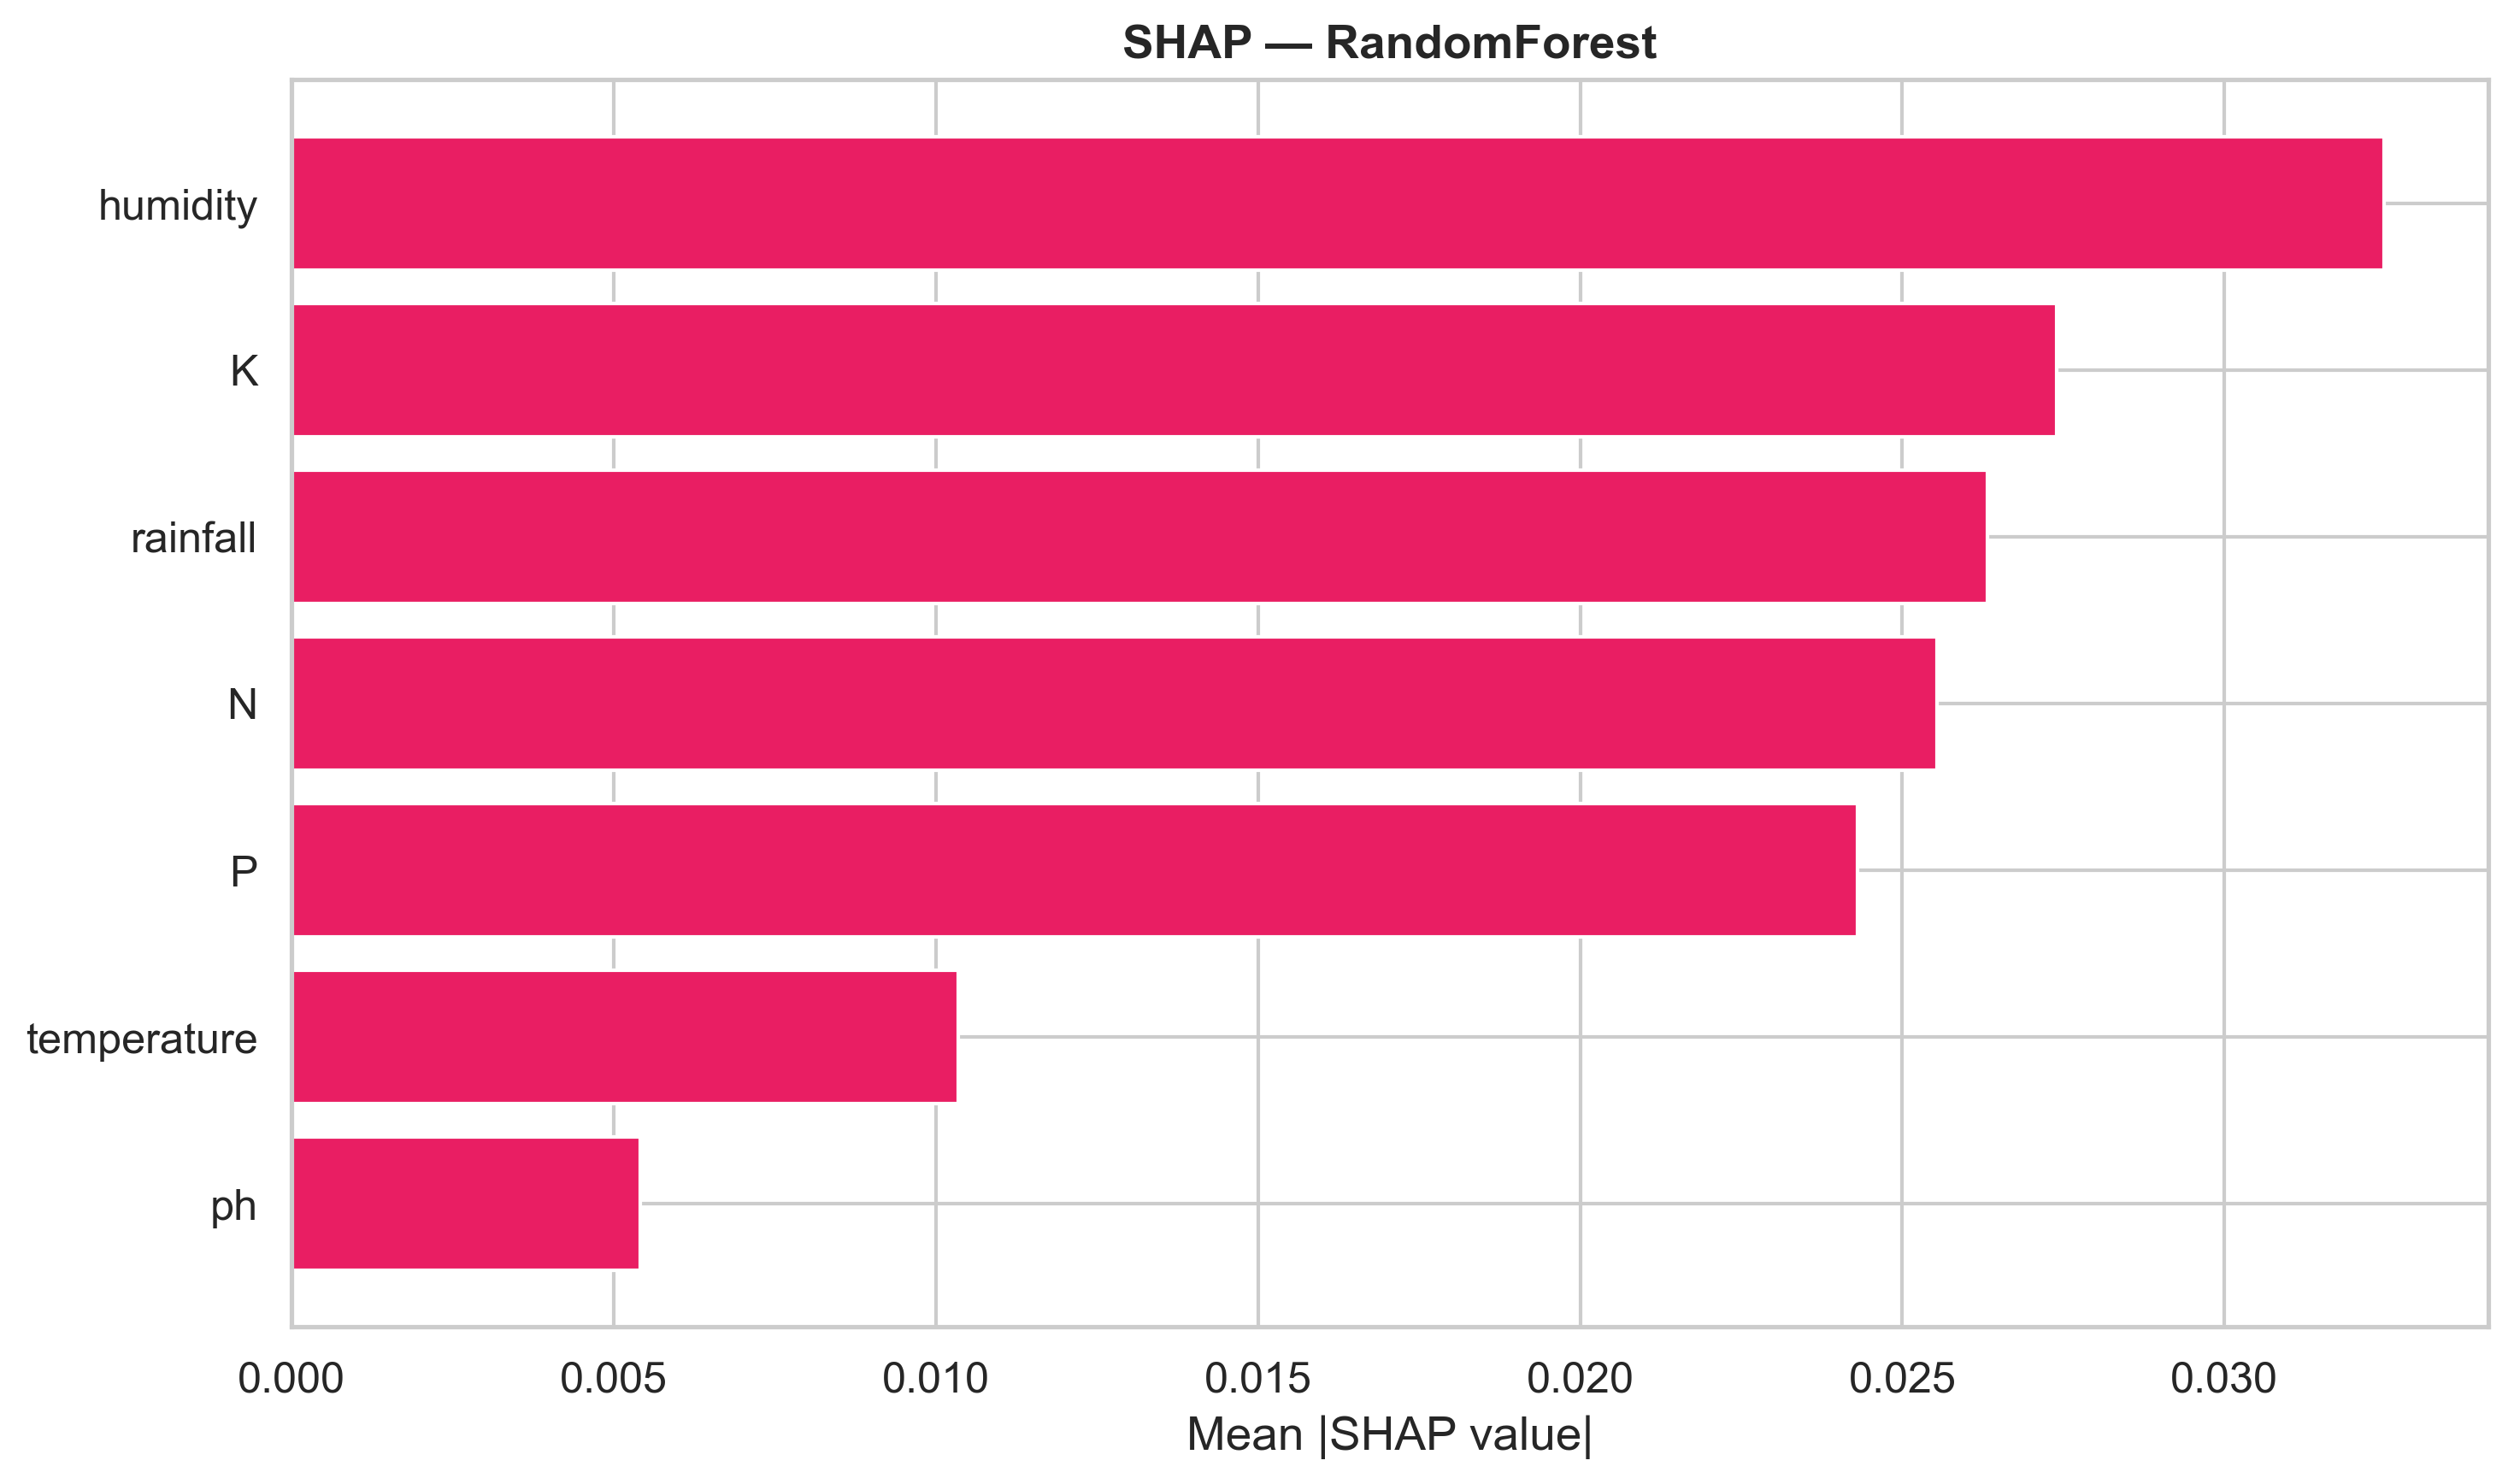 SHAP — RandomForest
humidity
K
rainfall
N
P
temperature
ph
0.000 0.005 0.010 0.015 0.020 0.025 0.030
Mean |SHAP value|